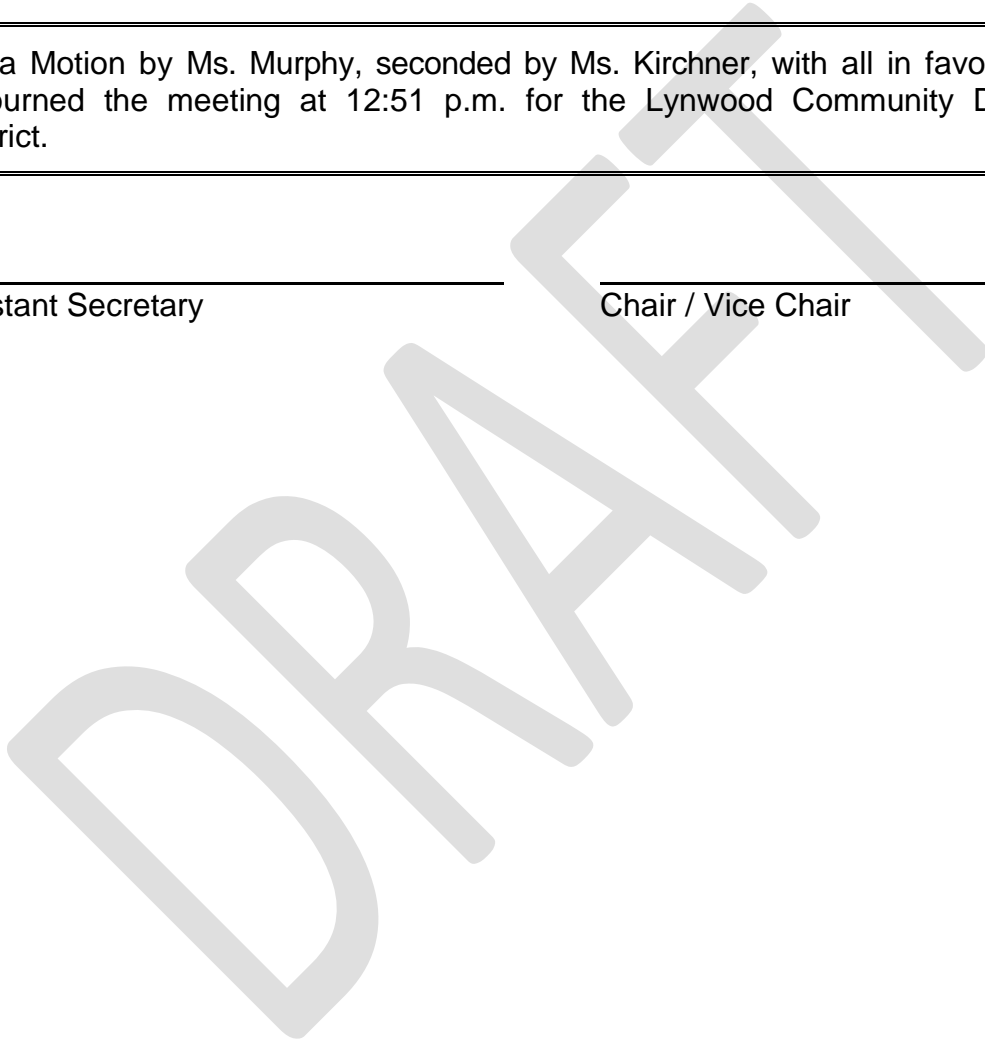 a Motion by Ms. Murphy, seconded by Ms. Kirchner, with all in favo
ourned the meeting at 12:51 p.m. for the Lynwood Community D
rict.
stant Secretary
Chair / Vice Chair
DRAFT